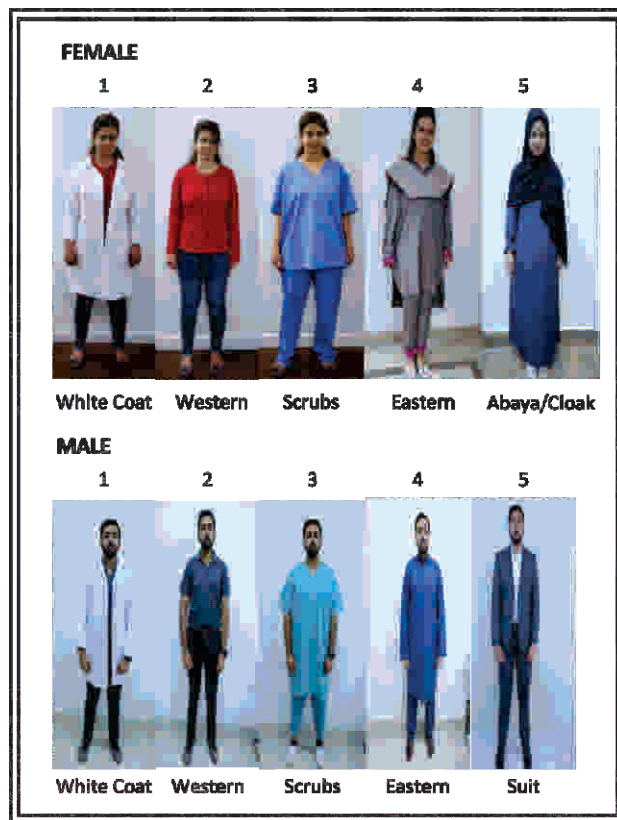 FEMALE
1 2 3 4 5
White Coat Western Scrubs Eastern Abaya/Cloak
MALE
1 2 3 4 5
White Coat Western Scrubs Eastern Suit